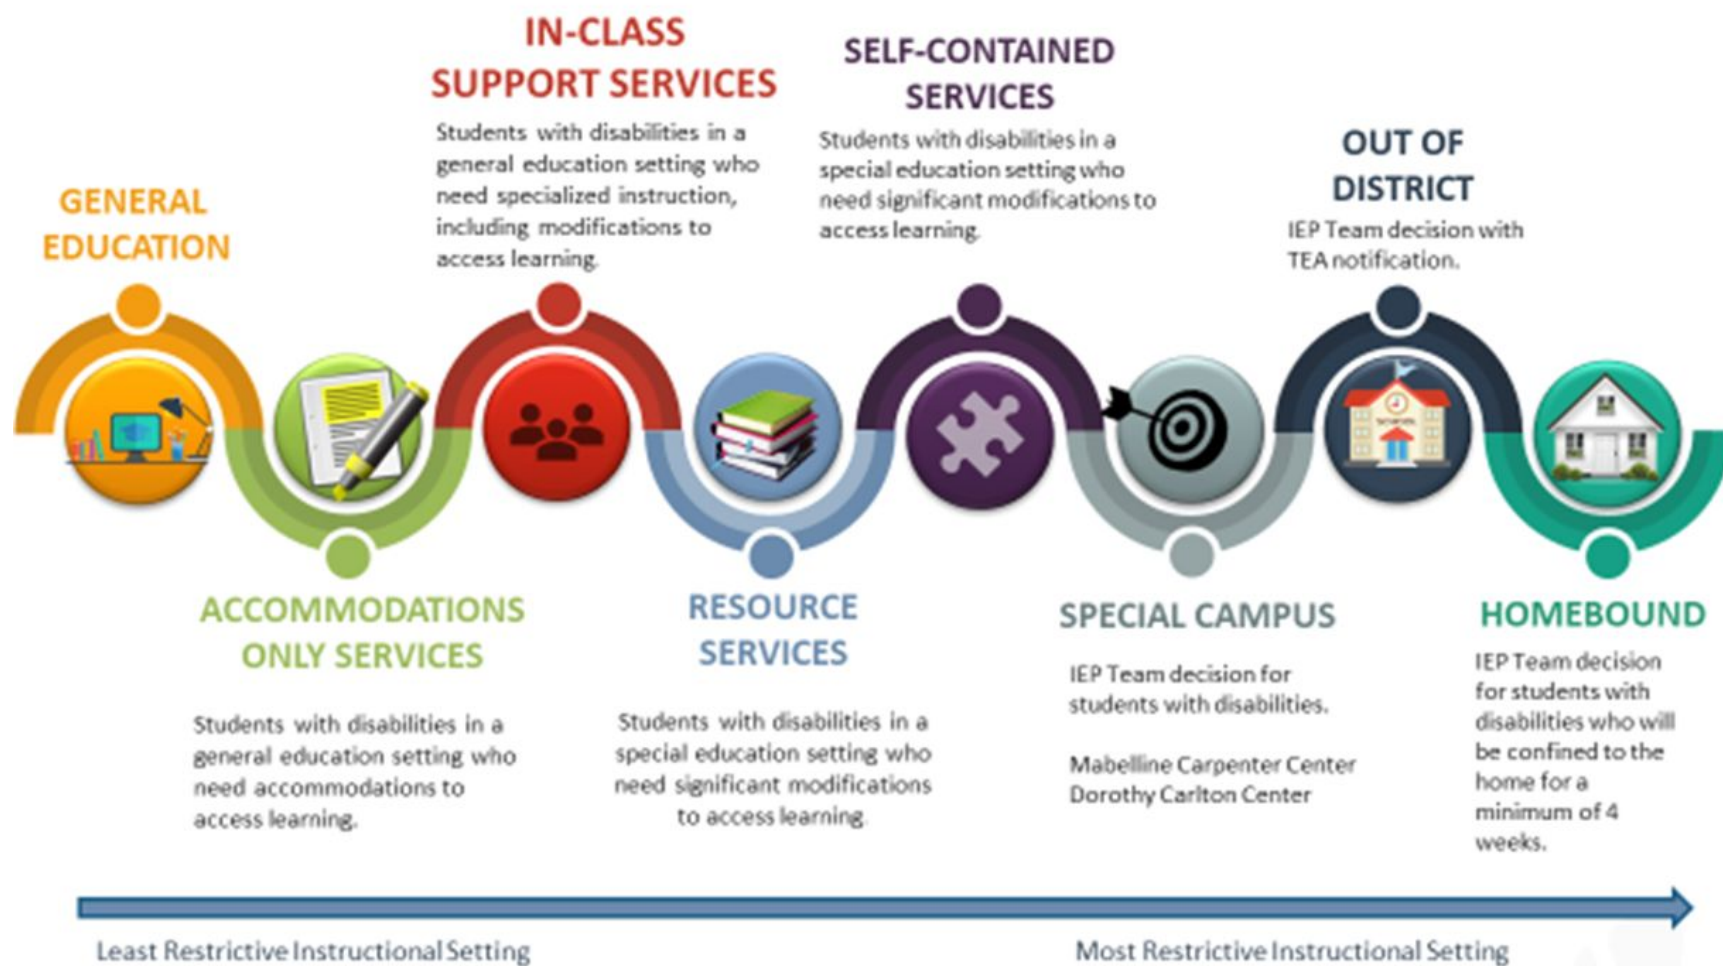 GENERAL
EDUCATION
ACCOMMODATIONS
ONLY SERVICES
Students with disabilities in a
general education setting who
need accommodations to
access learning.
IN-CLASS
SUPPORT SERVICES
Students with disabilities in a
general education setting who
need specialized instruction,
including modifications to
access learning.
RESOURCE
SERVICES
Students with disabilities in a
special education setting who
need significant modifications
to access learning.
SELF-CONTAINED
SERVICES
Students with disabilities in a
special education setting who
need significant modifications to
access learning.
SPECIAL CAMPUS
IEP Team decision for
students with disabilities.
Mabelline Carpenter Center
Dorothy Carlton Center
OUT OF
DISTRICT
IEP Team decision with
TEA notification.
SCHOOL
HOMEBOUND
IEP Team decision
for students with
disabilities who will
be confined to the
home for a
minimum of 4
weeks.
Least Restrictive Instructional Setting
Most Restrictive Instructional Setting